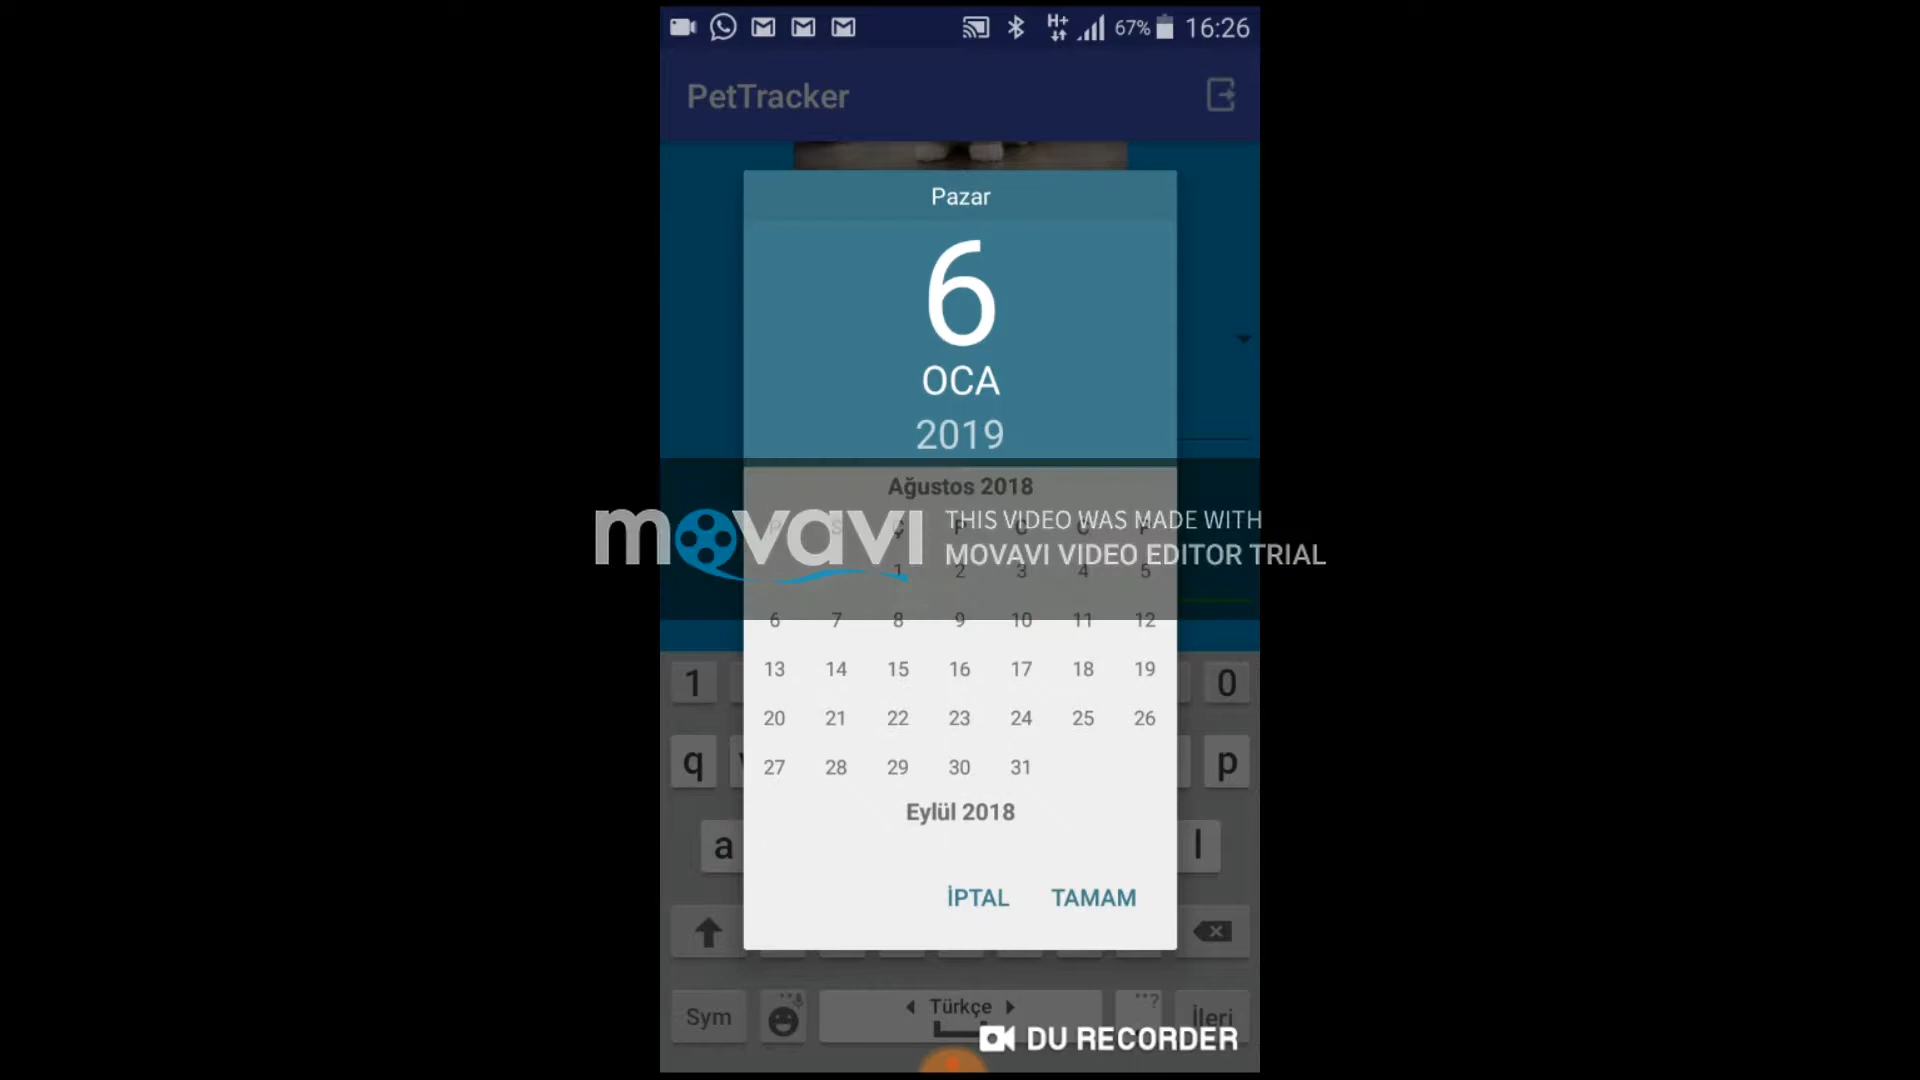 67% 16:26
PetTracker
Pazar
6
OCA
2019
Ağustos 2018
P S Ç P C C P
1 2 3 4 5
movavi THIS VIDEO WAS MADE WITH
MOVAVI VIDEO EDITOR TRIAL
6 7 8 9 10 11 12
13 14 15 16 17 18 19
20 21 22 23 24 25 26
27 28 29 30 31
Eylül 2018
İPTAL TAMAM
1 0
q p
a l
Sym Türkçe İleri
DU RECORDER